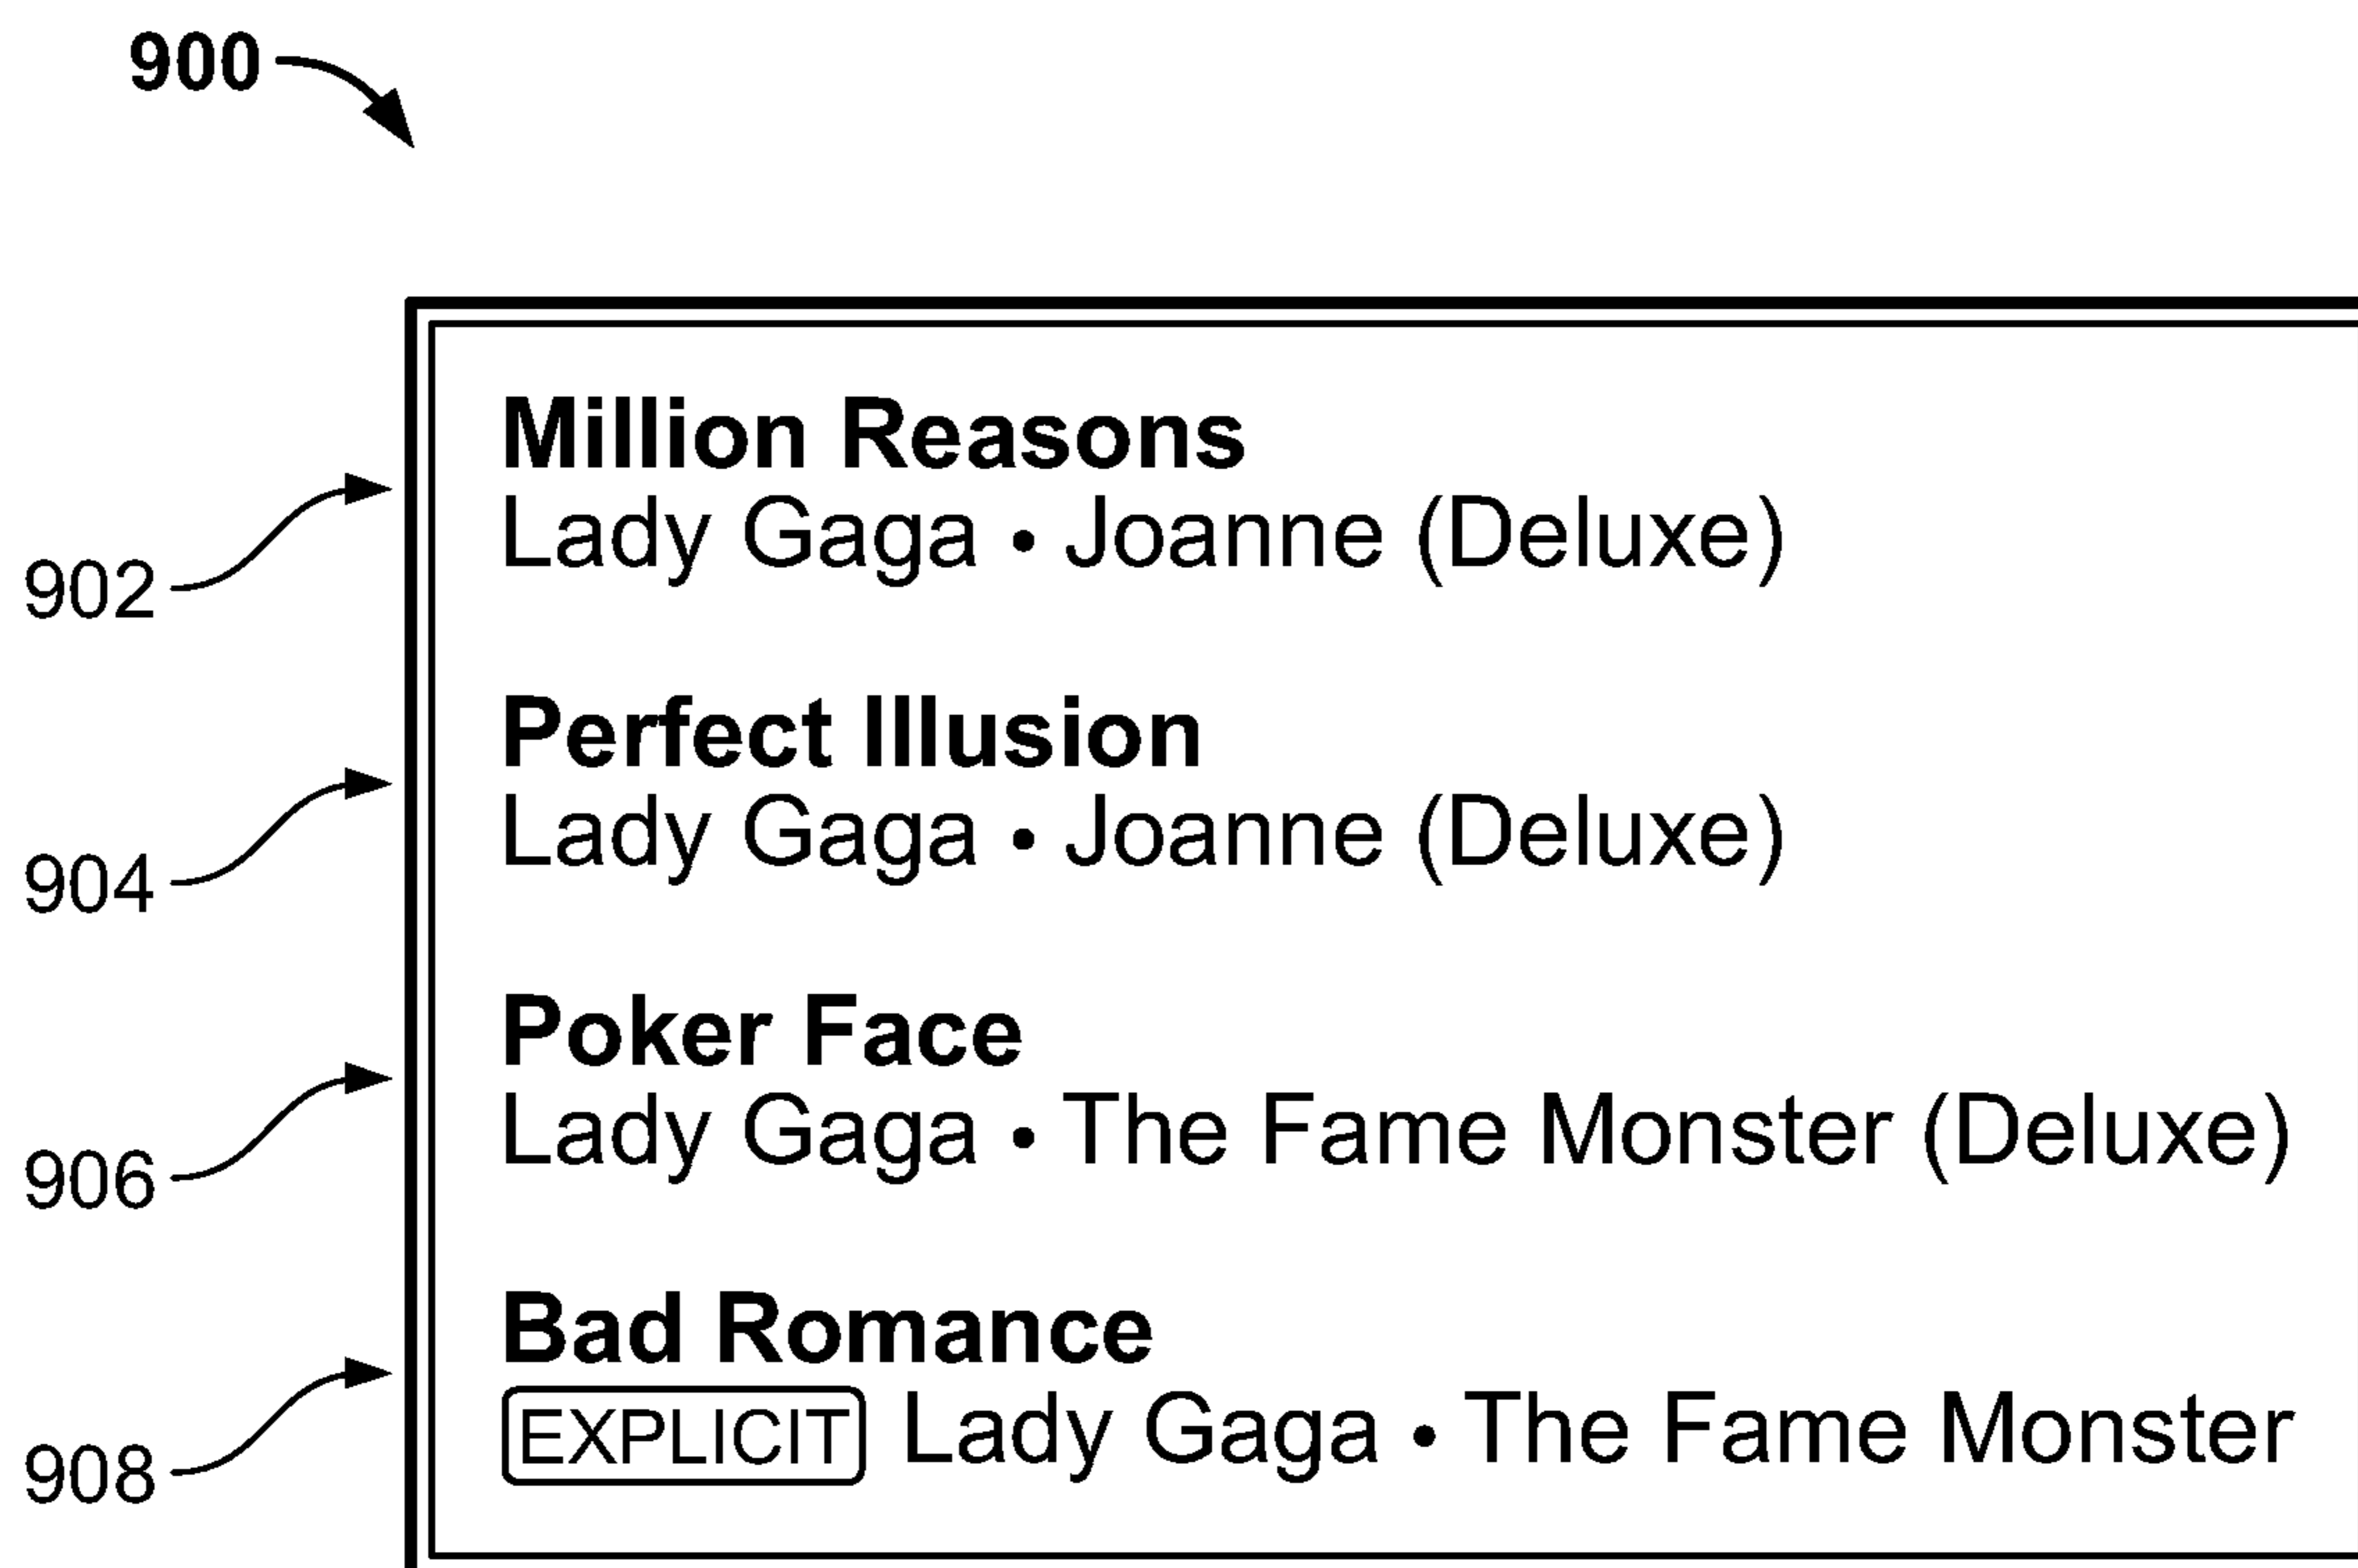 900
Million Reasons
Lady Gaga • Joanne (Deluxe)
902
Perfect Illusion
Lady Gaga • Joanne (Deluxe)
904
Poker Face
Lady Gaga • The Fame Monster (Deluxe)
906
Bad Romance
EXPLICIT Lady Gaga • The Fame Monster
908